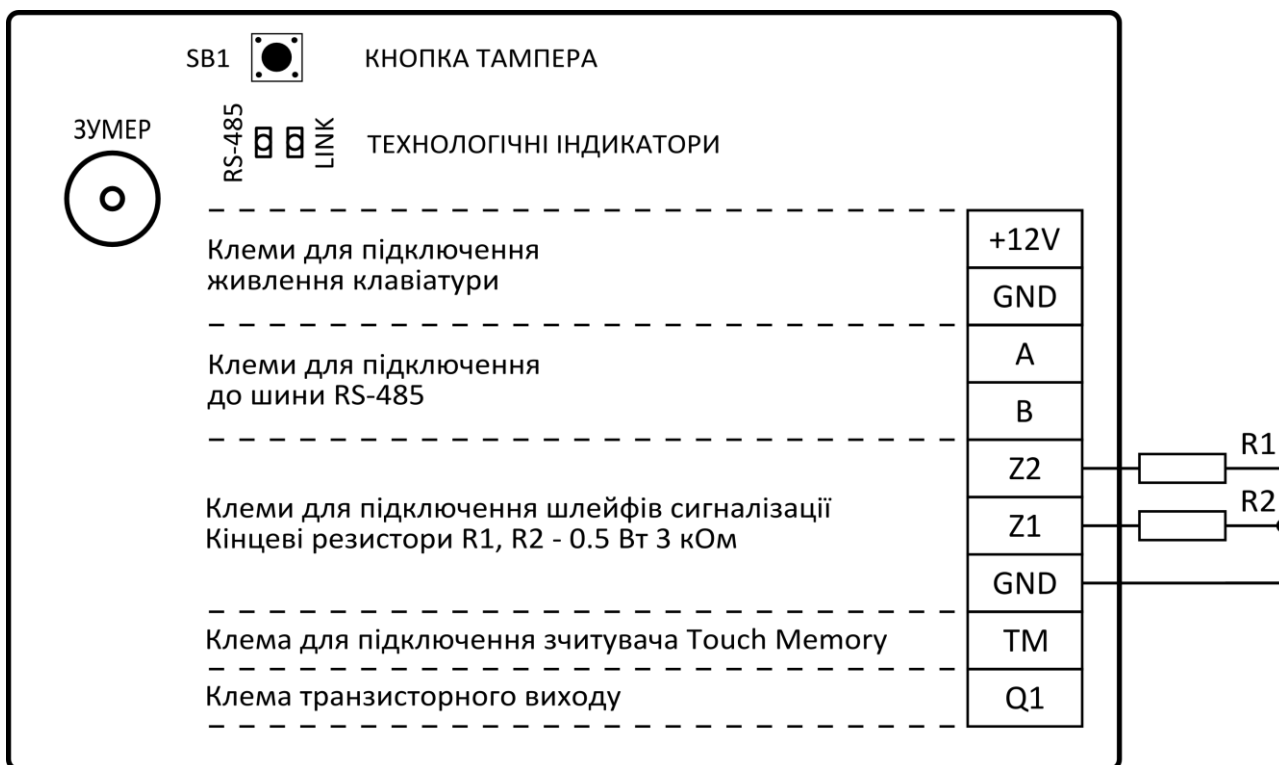 SB1
КНОПКА ТАМПЕРА
ЗУМЕР
RS-485
LINK
ТЕХНОЛОГІЧНІ ІНДИКАТОРИ
Клеми для підключення
живлення клавіатури
+12V
GND
Клеми для підключення
до шини RS-485
A
B
Клеми для підключення шлейфів сигналізації
Кінцеві резистори R1, R2 - 0.5 Вт 3 кОм
Z2
R1
Z1
R2
GND
Клема для підключення зчитувача Touch Memory
TM
Клема транзисторного виходу
Q1